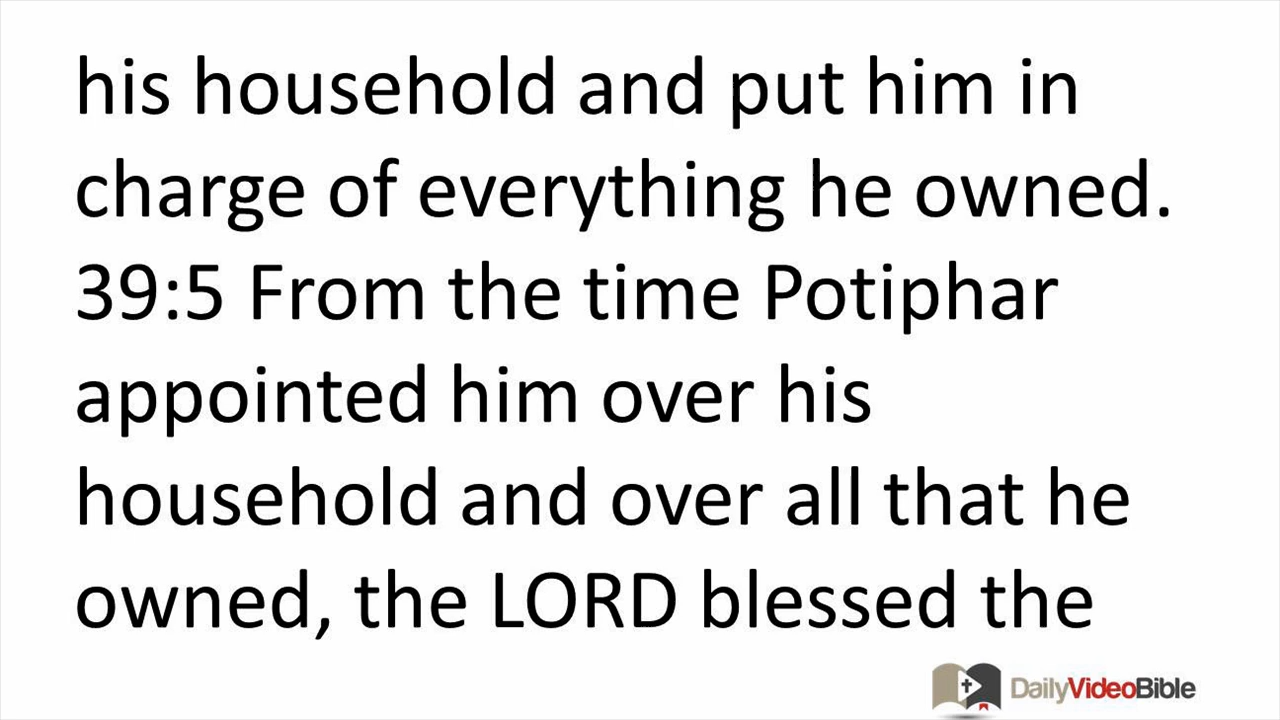 his household and put him in
charge of everything he owned.
39:5 From the time Potiphar
appointed him over his
household and over all that he
owned, the LORD blessed the
DailyVideoBible